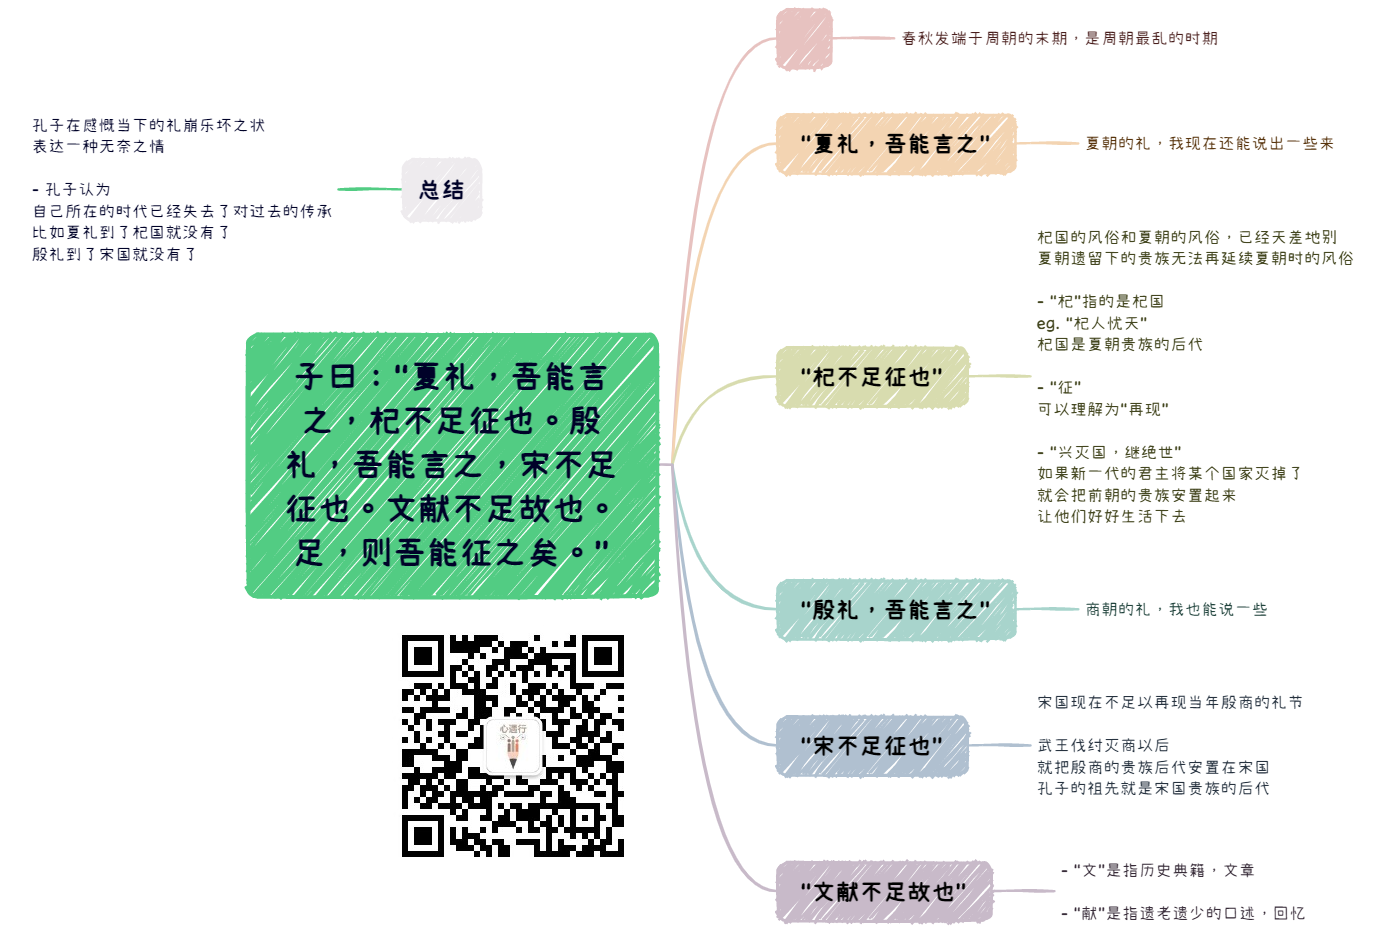 春秋发端于周朝的末期，是周朝最乱的时期
"夏礼，吾能言之"
夏朝的礼，我现在还能说出一些来
孔子在感慨当下的礼崩乐坏之状
表达一种无奈之情
- 孔子认为
自己所在的时代已经失去了对过去的传承
比如夏礼到了杞国就没有了
殷礼到了宋国就没有了
总结
子曰："夏礼，吾能言
之，杞不足征也。殷
礼，吾能言之，宋不足
征也。文献不足故也。
足，则吾能征之矣。"
"杞不足征也"
杞国的风俗和夏朝的风俗，已经天差地别
夏朝遗留下的贵族无法再延续夏朝时的风俗
- "杞"指的是杞国
eg. "杞人忧天"
杞国是夏朝贵族的后代
- "征"
可以理解为"再现"
- "兴灭国，继绝世"
如果新一代的君主将某个国家灭掉了
就会把前朝的贵族安置起来
让他们好好生活下去
"殷礼，吾能言之"
商朝的礼，我也能说一些
"宋不足征也"
宋国现在不足以再现当年殷商的礼节
武王伐纣灭商以后
就把殷商的贵族后代安置在宋国
孔子的祖先就是宋国贵族的后代
"文献不足故也"
- "文"是指历史典籍，文章
- "献"是指遗老遗少的口述，回忆
心遇行